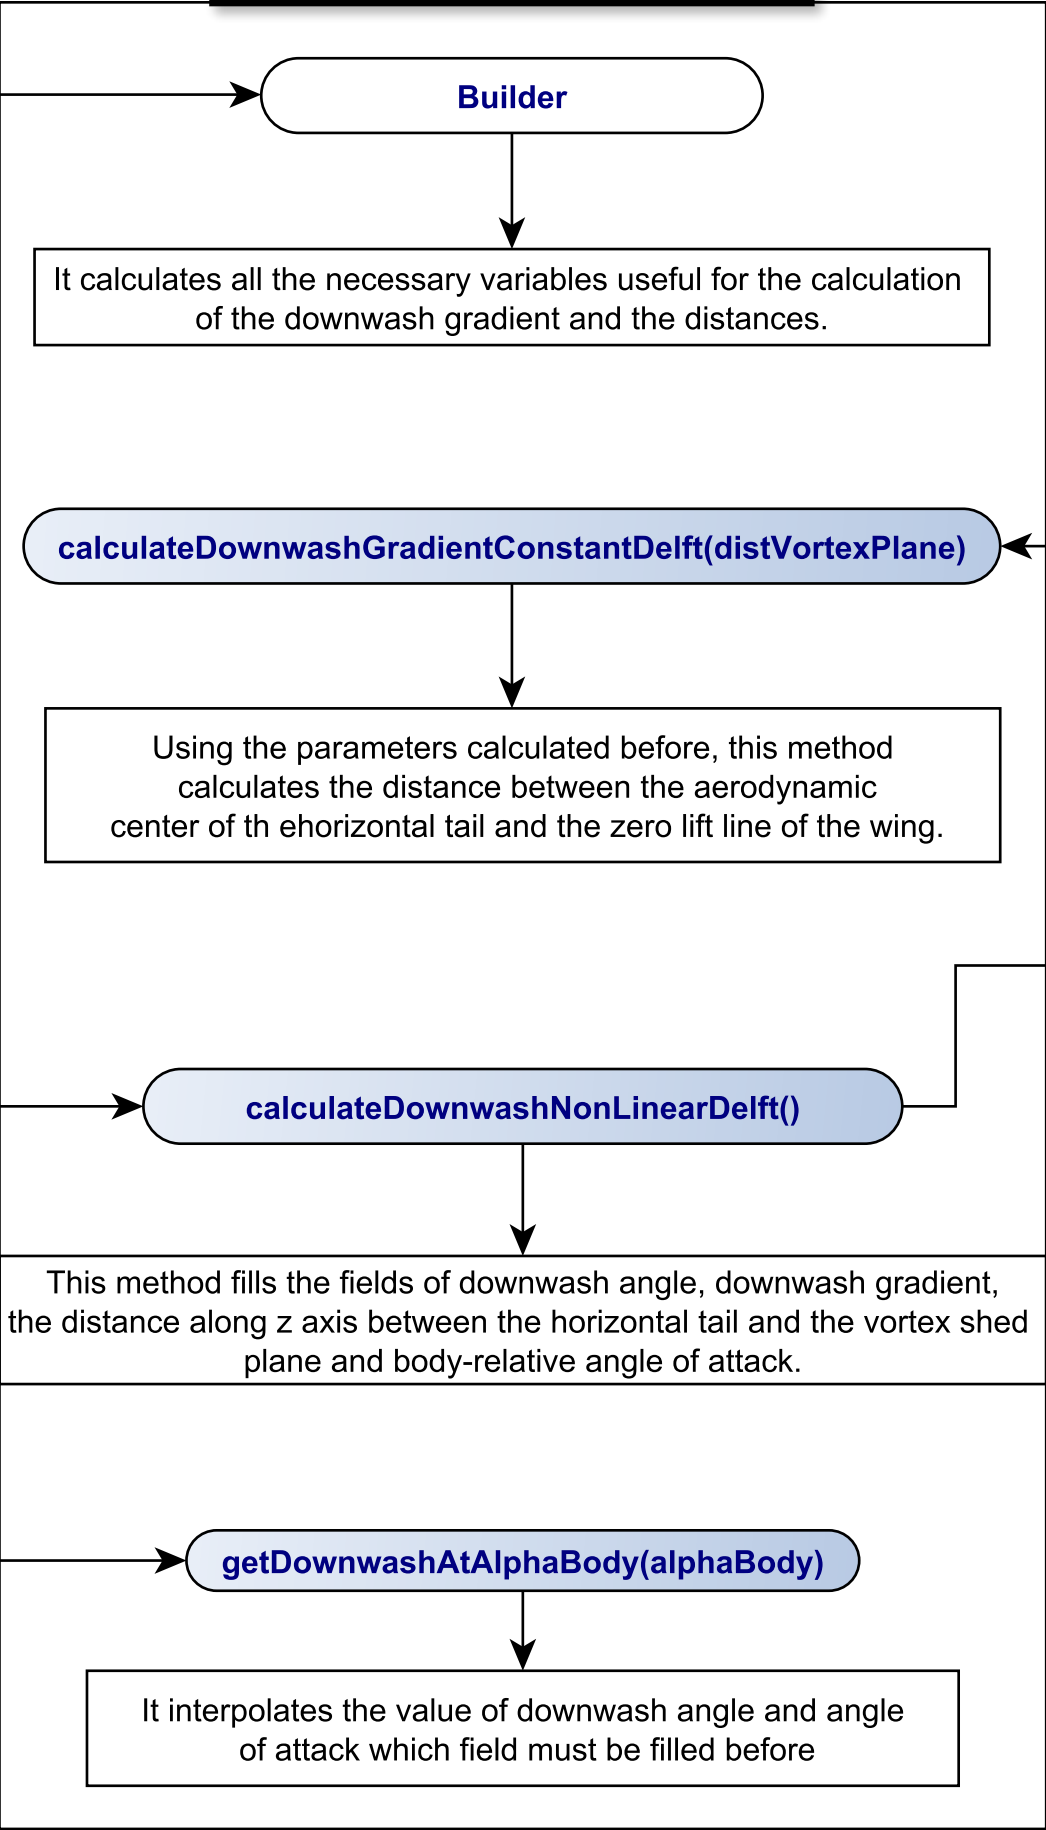 Builder
It calculates all the necessary variables useful for the calculation
of the downwash gradient and the distances.
calculateDownwashGradientConstantDelft(distVortexPlane)
Using the parameters calculated before, this method
calculates the distance between the aerodynamic
center of th ehorizontal tail and the zero lift line of the wing.
calculateDownwashNonLinearDelft()
This method fills the fields of downwash angle, downwash gradient,
the distance along z axis between the horizontal tail and the vortex shed
plane and body-relative angle of attack.
getDownwashAtAlphaBody(alphaBody)
It interpolates the value of downwash angle and angle
of attack which field must be filled before